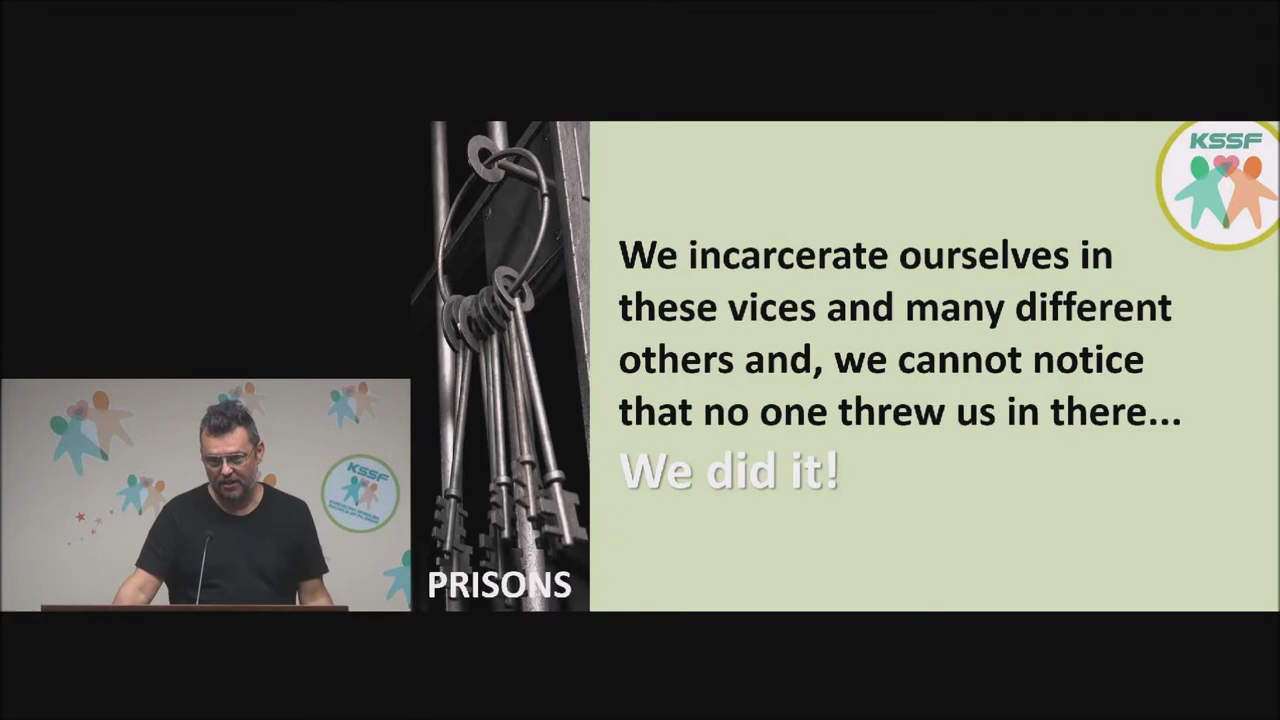 KSSF
We incarcerate ourselves in
these vices and many different
others and, we cannot notice
that no one threw us in there...
We did it!
PRISONS
KSSF